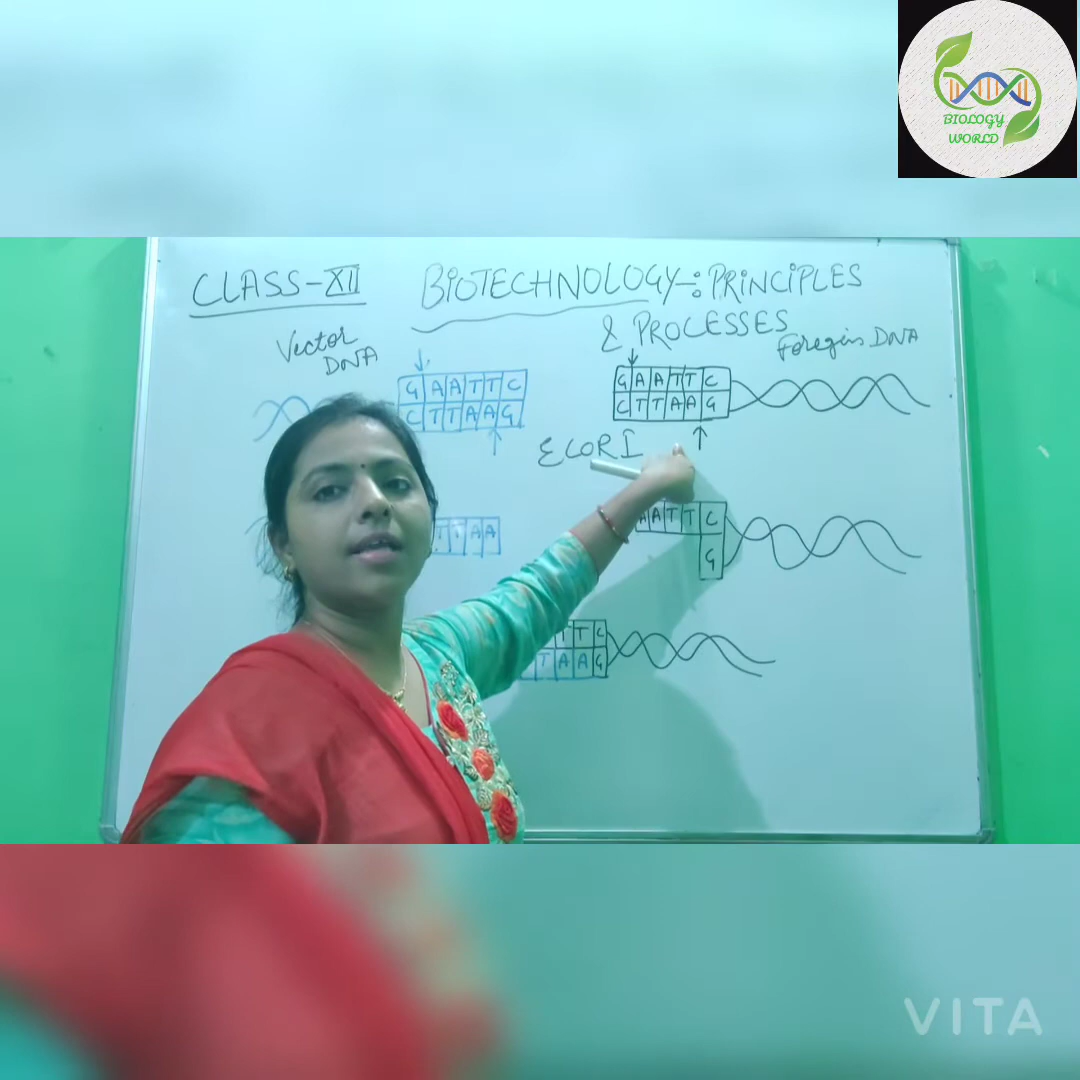 BIOLOGY
WORLD
CLASS-XII BIOTECHNOLOGY-: PRINCIPLES
& PROCESSES
Vector
DNA
Foregin DNA
G A A T T C
C T T A A G
G A A T T C
C T T A A G
ECORI
T T A A
A A T T C
G
T T C
T A A G
VITA